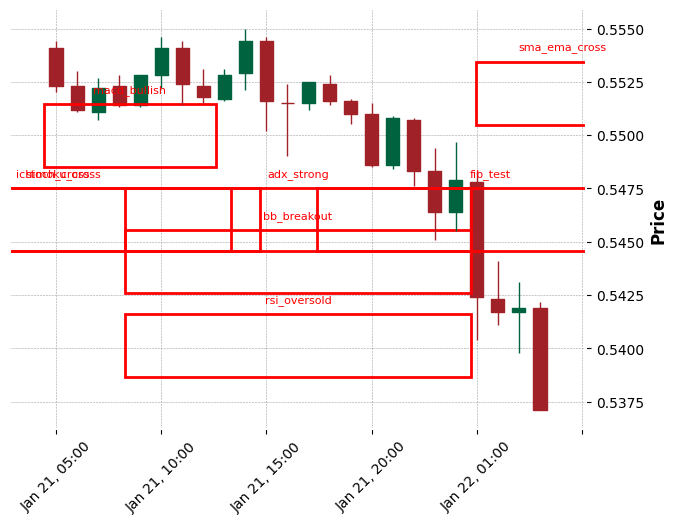 sma_ema_cross
macd_bullish
ichimoku_cross
stoch_cross
adx_strong
fib_test
bb_breakout
rsi_oversold
0.5550
0.5525
0.5500
0.5475
0.5450
0.5425
0.5400
0.5375
Price
Jan 21, 05:00
Jan 21, 10:00
Jan 21, 15:00
Jan 21, 20:00
Jan 22, 01:00